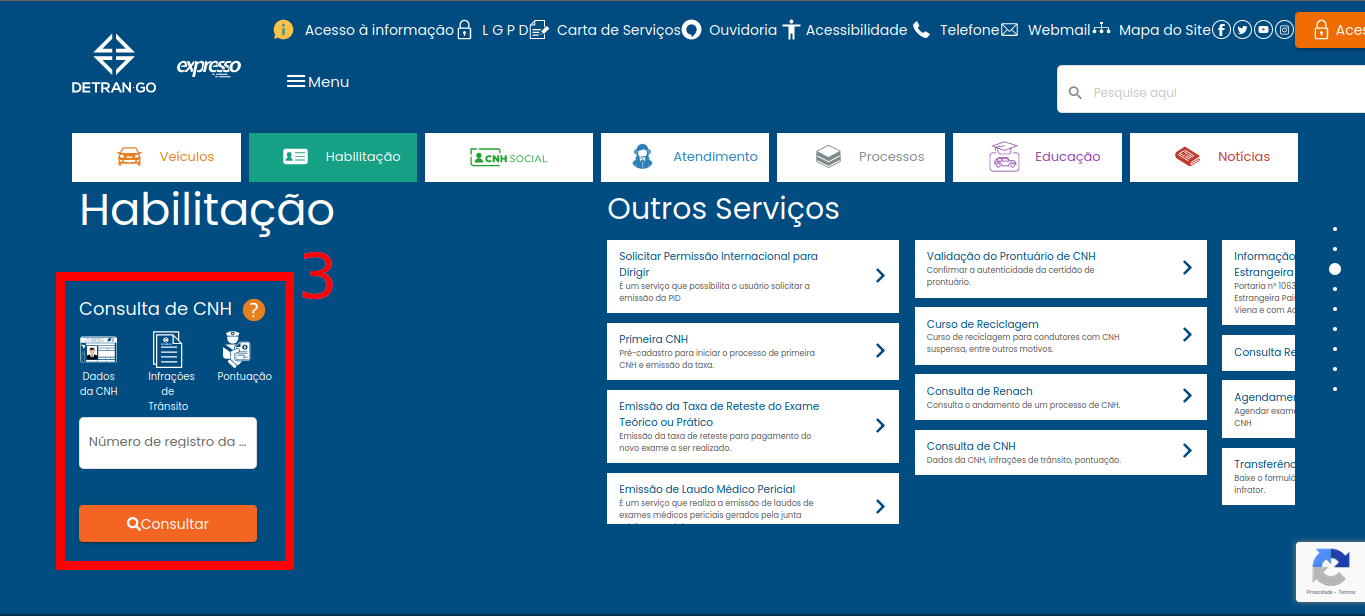 Acesso à informação L G P D Carta de Serviços Ouvidoria Acessibilidade Telefone Webmail Mapa do Site
DETRAN·GO
expresso
Menu
Pesquise aqui
Veículos Habilitação CNH SOCIAL Atendimento Processos Educação Notícias
Habilitação
3
Consulta de CNH ?
Dados
da CNH
Infrações
de
Trânsito
Pontuação
Número de registro da ...
Consultar
Outros Serviços
Solicitar Permissão Internacional para
Dirigir
É um serviço que possibilita o usuário solicitar a
emissão da PID
Primeira CNH
Pré-cadastro para iniciar o processo de primeira
CNH e emissão da taxa.
Emissão da Taxa de Reteste do Exame
Teórico ou Prático
Emissão da taxa de reteste para pagamento do
novo exame a ser realizado.
Emissão de Laudo Médico Pericial
É um serviço que realiza a emissão de laudos de
exames médicos periciais gerados pela junta
Validação do Prontuário de CNH
Confirmar a autenticidade da certidão de
prontuário.
Curso de Reciclagem
Curso de reciclagem para condutores com CNH
suspensa, entre outros motivos.
Consulta de Renach
Consulta o andamento de um processo de CNH.
Consulta de CNH
Dados da CNH, infrações de trânsito, pontuação.
Informação
Estrangeira
Portaria nº 1063
Estrangeira Paí
Viena e com Ac
Consulta Re
Agendamen
Agendar exam
CNH
Transferênc
Baixe o formulá
infrator.
Privacidade - Termos